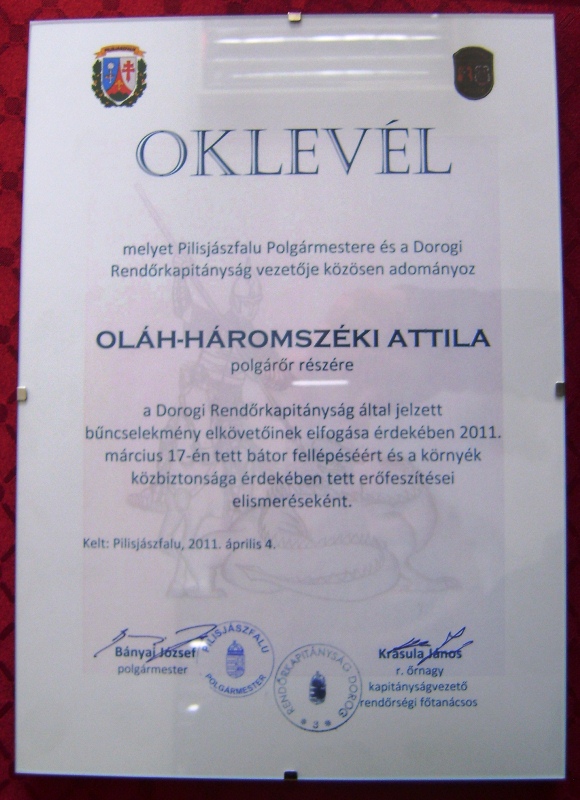 OKLEVÉL
melyet Pilisjászfalu Polgármestere és a Dorogi
Rendőrkapitányság vezetője közösen adományoz
OLÁH-HÁROMSZÉKI ATTILA
polgárőr részére
a Dorogi Rendőrkapitányság által jelzett
bűncselekmény elkövetőinek elfogása érdekében 2011.
március 17-én tett bátor fellépéséért és a környék
közbiztonsága érdekében tett erőfeszítései
elismeréseként.
Kelt: Pilisjászfalu, 2011. április 4.
Bányai József
polgármester
PILISJÁSZFALU
POLGÁRMESTER
RENDŐRKAPITÁNYSÁG DOROG
* 3 *
Krasula János
r. őrnagy
kapitányságvezető
rendőrségi főtanácsos